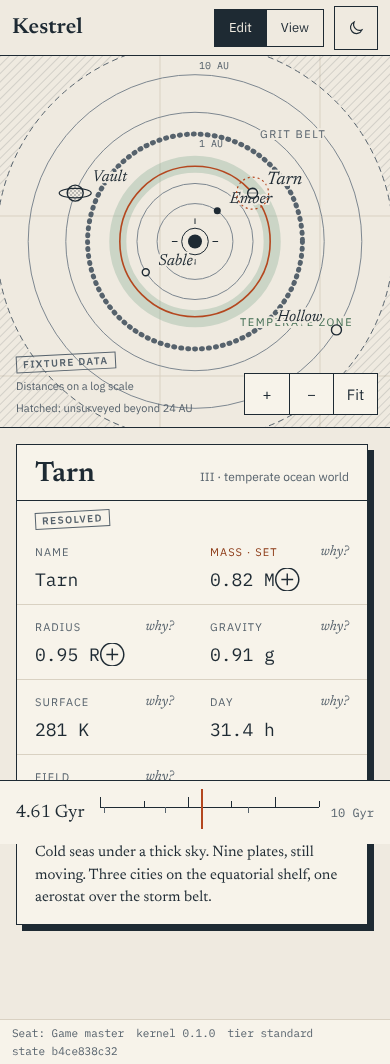 Kestrel
Edit
View
10 AU
GRIT BELT
1 AU
Vault
Tarn
Ember
Sable
Hollow
TEMPERATE ZONE
FIXTURE DATA
Distances on a log scale
Hatched: unsurveyed beyond 24 AU
+
−
Fit
Tarn
III · temperate ocean world
RESOLVED
NAME
MASS · SET
why?
Tarn
0.82 M⊕
RADIUS
why?
GRAVITY
why?
0.95 R⊕
0.91 g
SURFACE
why?
DAY
why?
281 K
31.4 h
FIELD
why?
4.61 Gyr
10 Gyr
Cold seas under a thick sky. Nine plates, still
moving. Three cities on the equatorial shelf, one
aerostat over the storm belt.
Seat: Game master kernel 0.1.0 tier standard
state b4ce838c32